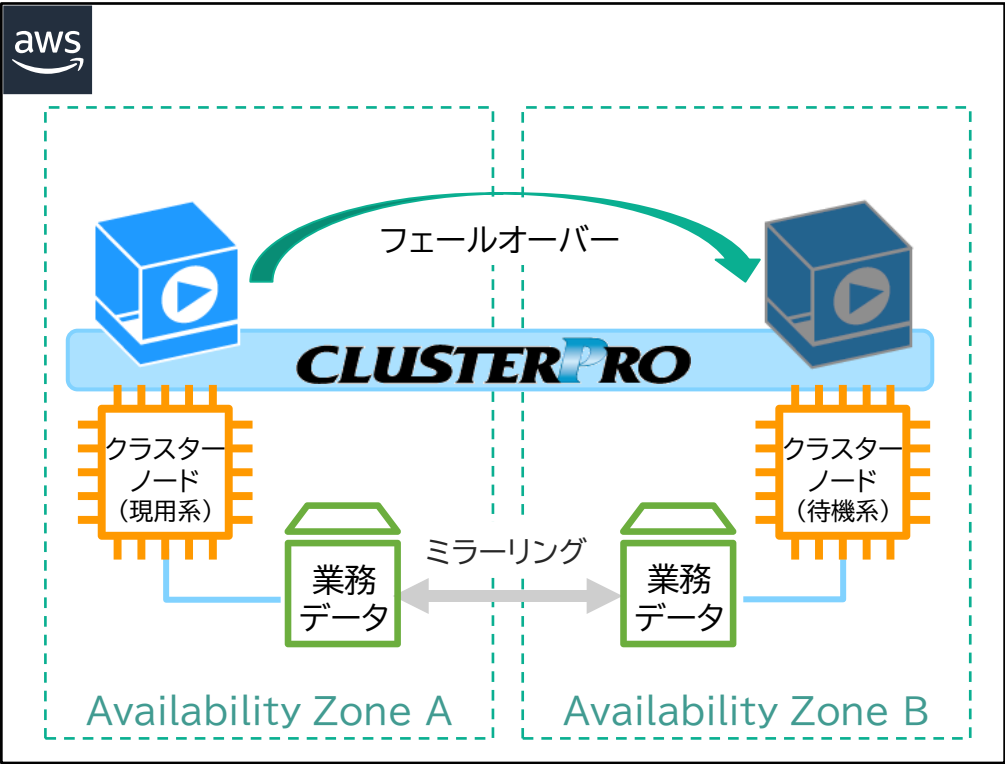 aws
フェールオーバー
CLUSTERPRO
クラスター
ノード
（現用系）
クラスター
ノード
（待機系）
ミラーリング
業務
データ
業務
データ
Availability Zone A
Availability Zone B